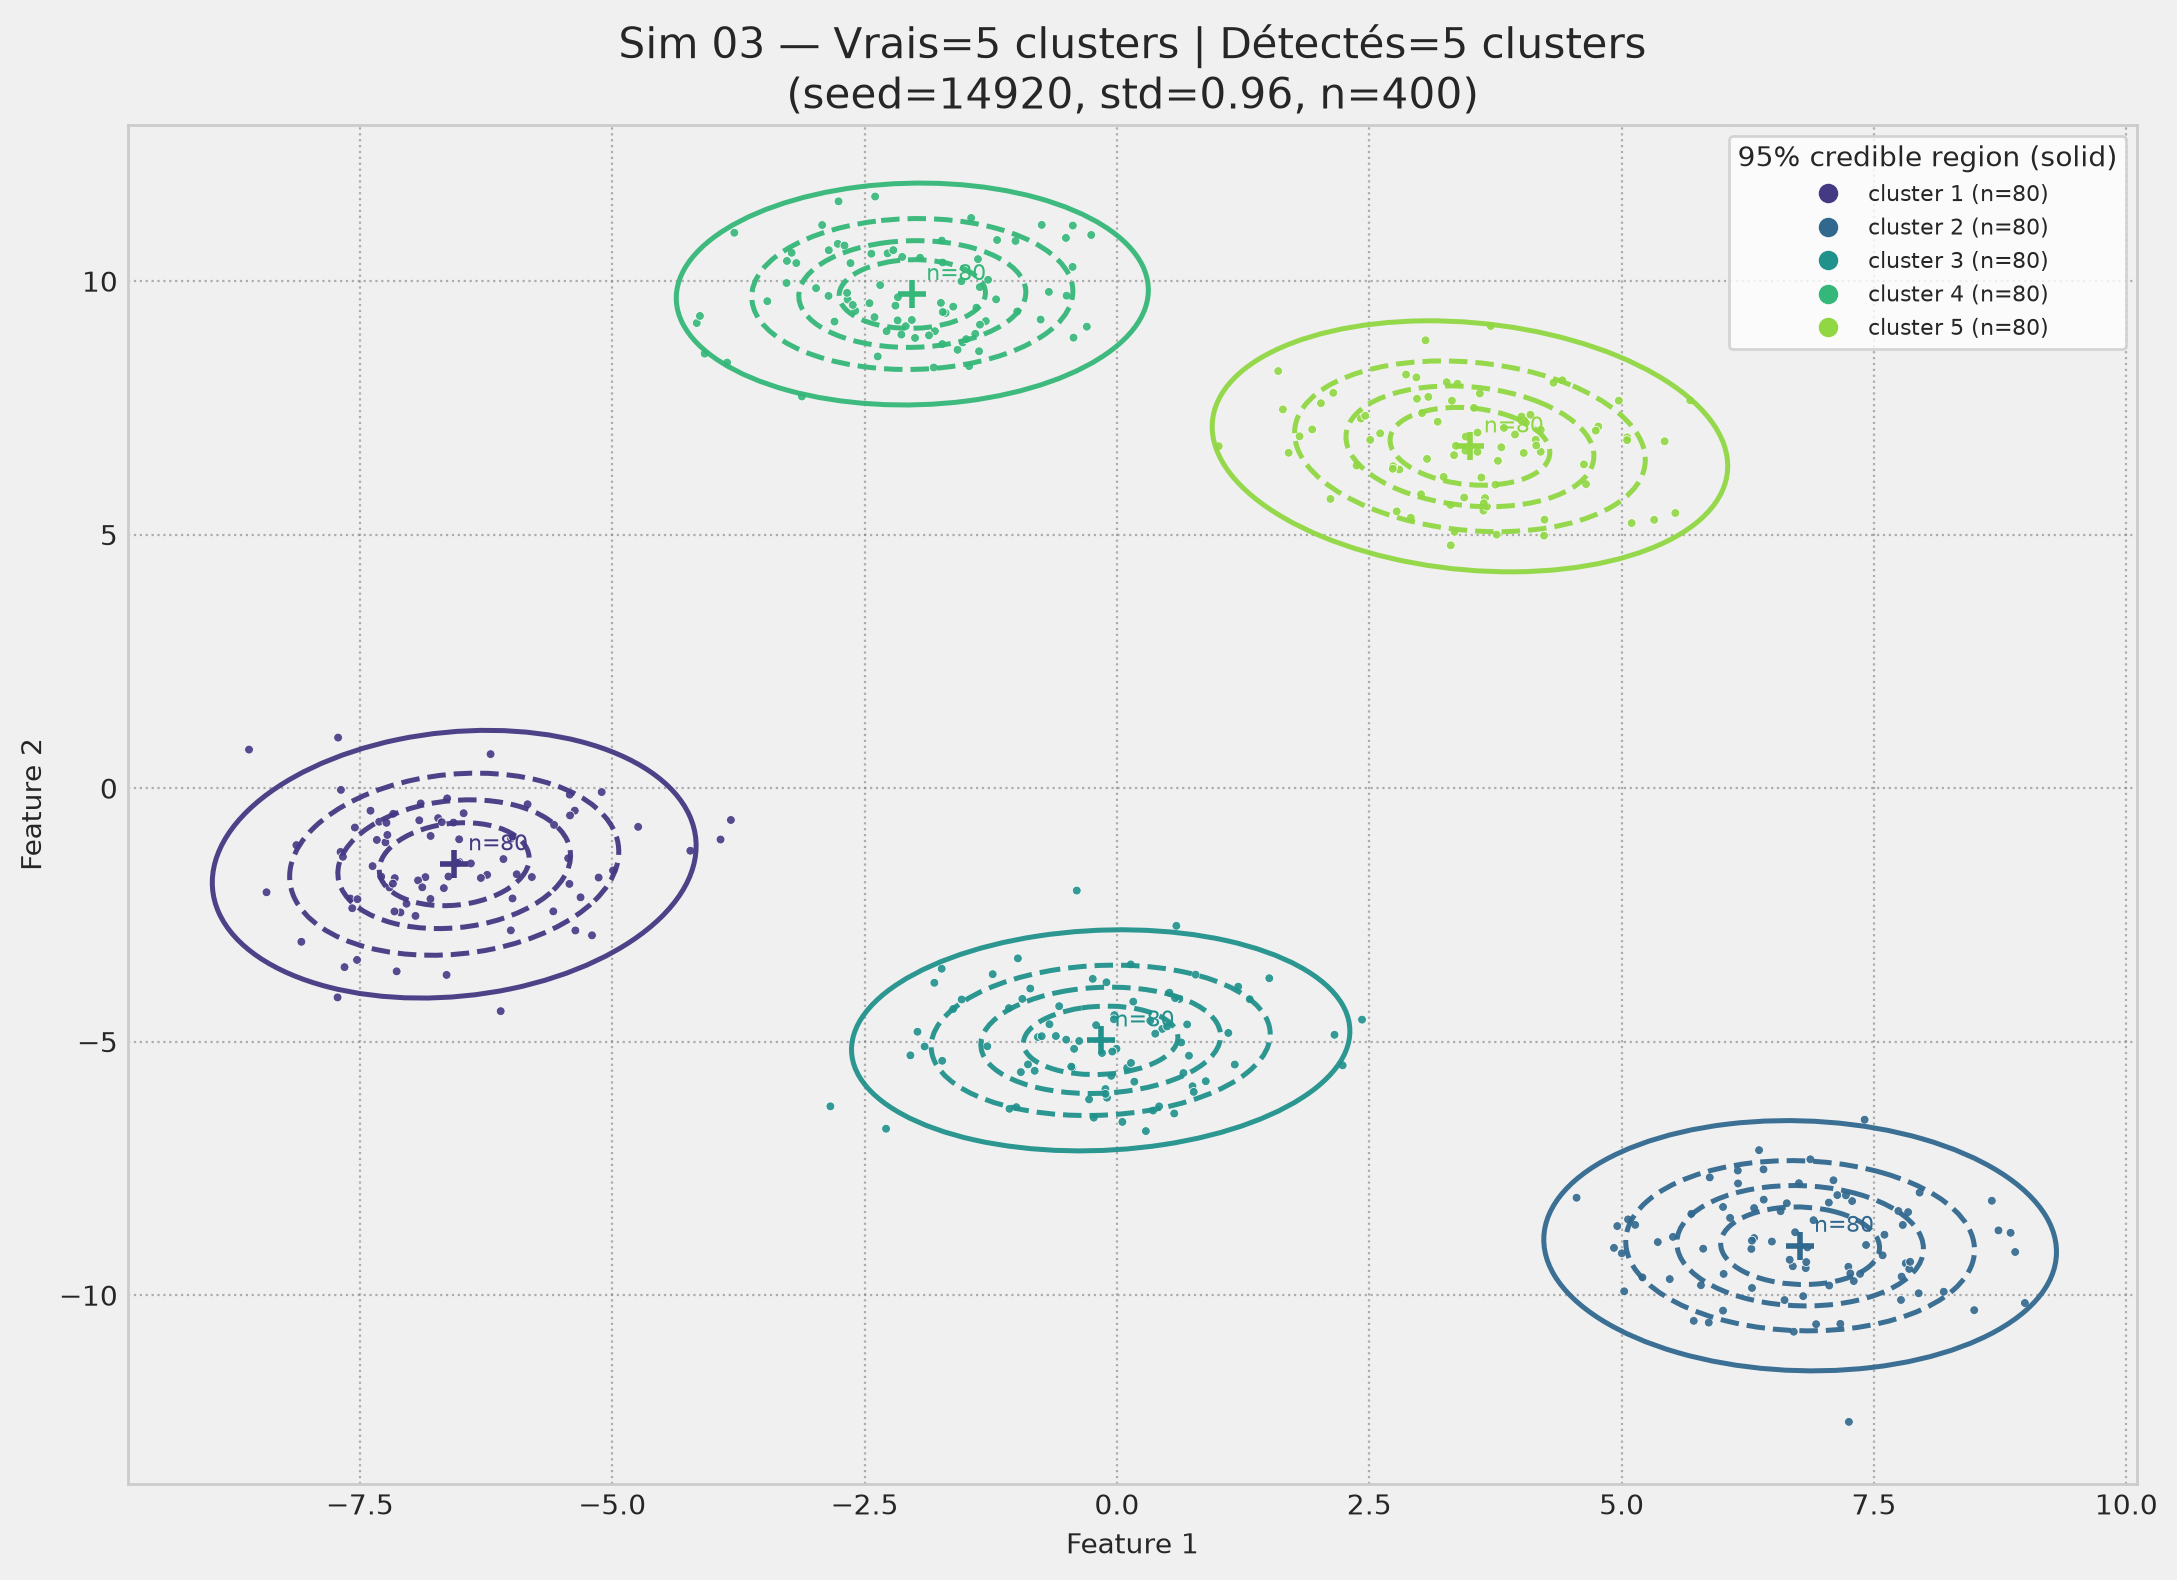 Sim 03 — Vrais=5 clusters | Détectés=5 clusters
(seed=14920, std=0.96, n=400)
95% credible region (solid)
cluster 1 (n=80)
cluster 2 (n=80)
cluster 3 (n=80)
cluster 4 (n=80)
cluster 5 (n=80)
n=80
n=80
n=80
n=80
n=80
10
5
0
−5
−10
Feature 2
−7.5
−5.0
−2.5
0.0
2.5
5.0
7.5
10.0
Feature 1